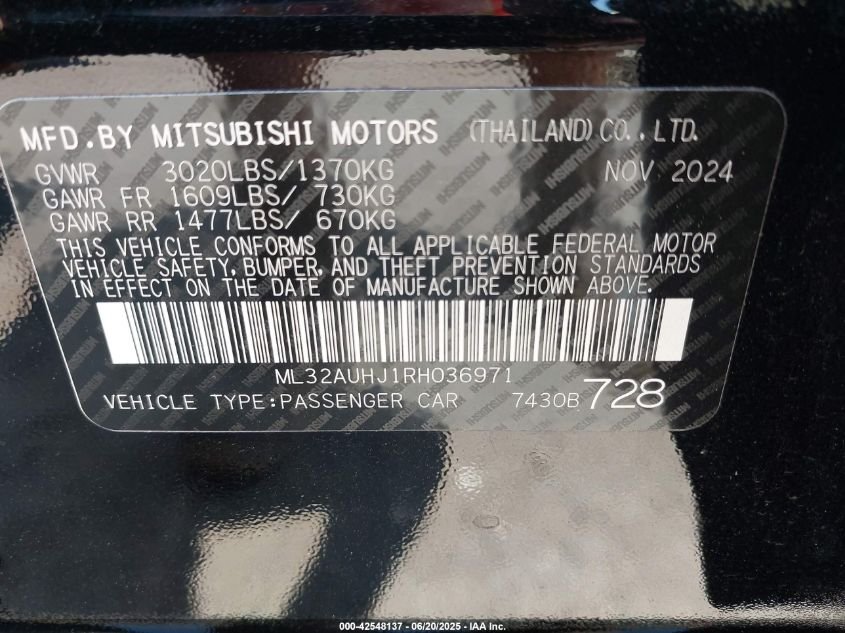 MFD.BY MITSUBISHI MOTORS (THAILAND)CO.,LTD.
GVWR 3020LBS/1370KG NOV 2024
GAWR FR 1609LBS/ 730KG
GAWR RR 1477LBS/ 670KG
THIS VEHICLE CONFORMS TO ALL APPLICABLE FEDERAL MOTOR
VEHICLE SAFETY, BUMPER, AND THEFT PREVENTION STANDARDS
IN EFFECT ON THE DATE OF MANUFACTURE SHOWN ABOVE.
ML32AUHJ1RH036971
VEHICLE TYPE:PASSENGER CAR 7430B 728
000-42548137 - 06/20/2025 - IAA Inc.